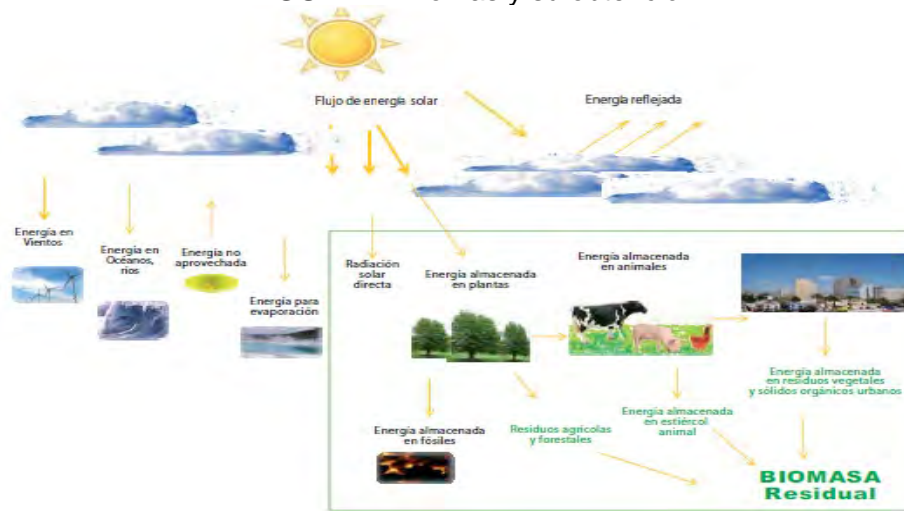 Flujo de energía solar
Energía reflejada
Energía en
Vientos
Energía en
Océanos,
ríos
Energía no
aprovechada
Energía para
evaporación
Radiación
solar
directa
Energía almacenada
en plantas
Energía almacenada
en animales
Energía almacenada
en fósiles
Residuos agrícolas
y forestales
Energía almacenada
en estiércol
animal
Energía almacenada
en residuos vegetales
y sólidos orgánicos urbanos
BIOMASA
Residual